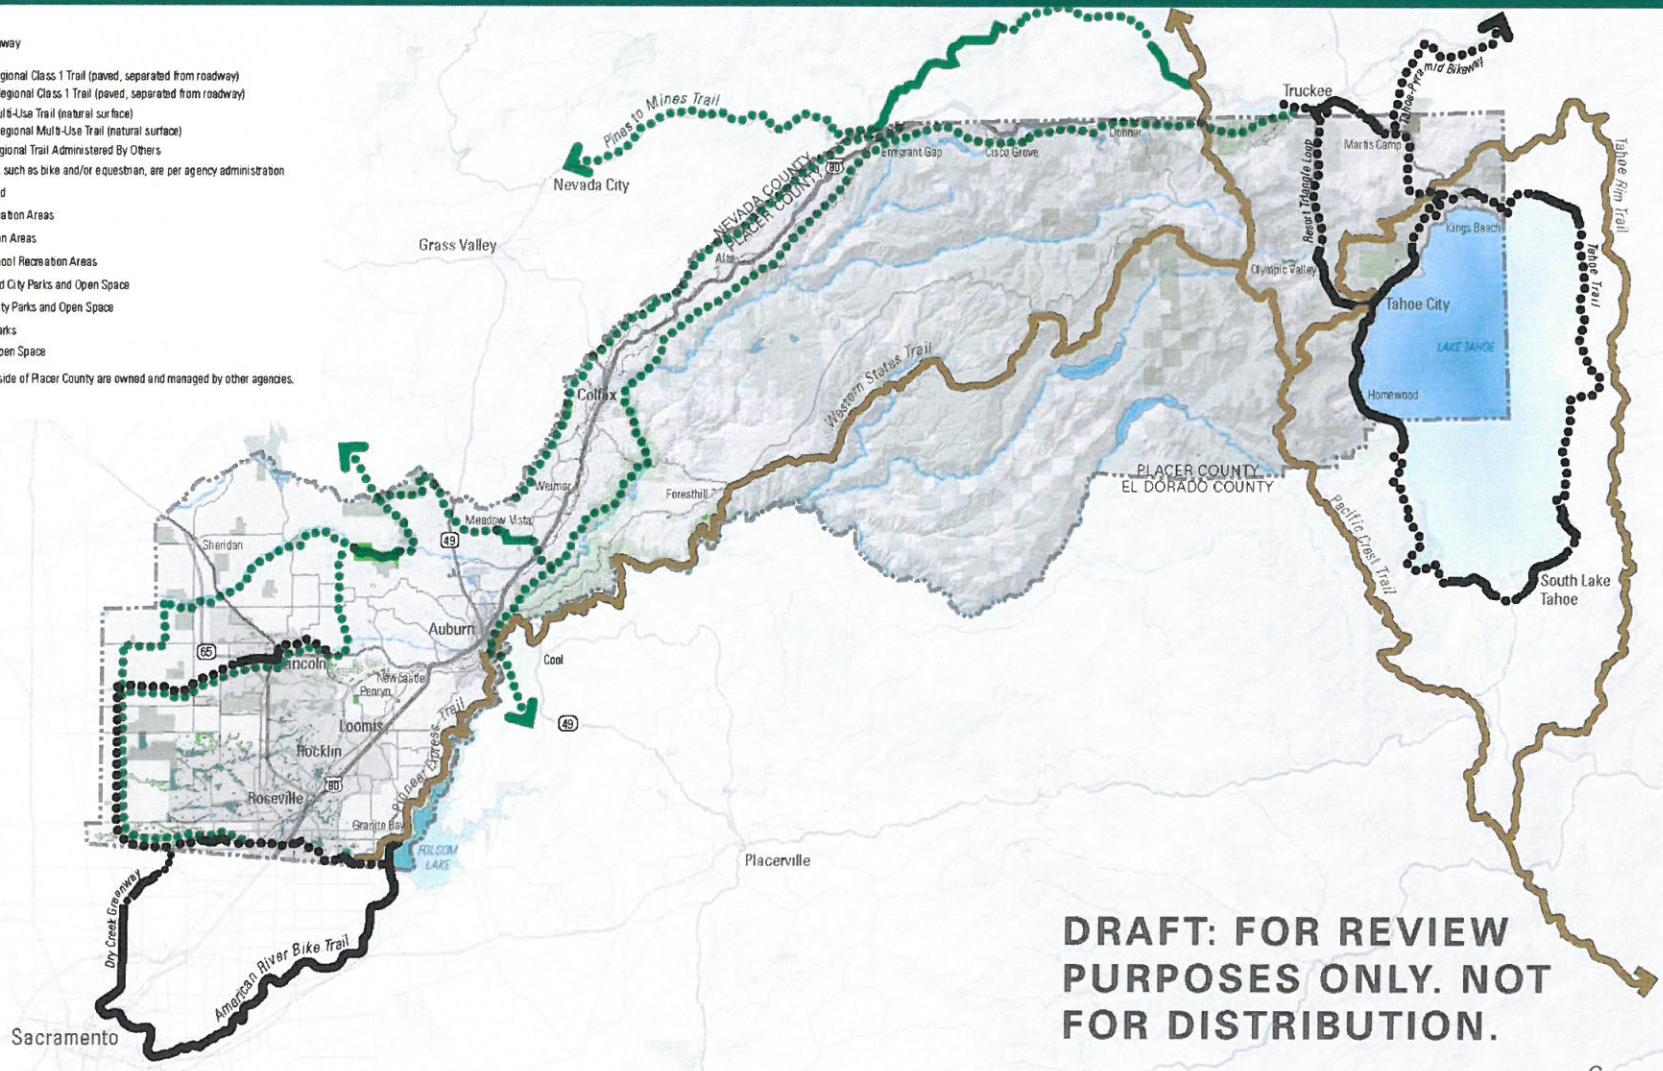 way
gional Class 1 Trail (paved, separated from roadway)
egional Class 1 Trail (paved, separated from roadway)
ulti-Use Trail (natural surface)
egional Multi-Use Trail (natural surface)
gional Trail Administered By Others
, such as bike and/or equestrian, are per agency administration
d
ation Areas
n Areas
ool Recreation Areas
d City Parks and Open Space
ty Parks and Open Space
arks
pen Space
side of Placer County are owned and managed by other agencies.
Pines to Mines Trail
Nevada City
Grass Valley
NEVADA COUNTY
PLACER COUNTY
80
Emigrant Gap
Cisco Grove
Donner
Truckee
Tahoe-Pyramid Bikeway
Martis Camp
Resort Triangle Loop
Tahoe Rim Trail
Kings Beach
Olympic Valley
Tahoe Trail
Tahoe City
LAKE TAHOE
Homewood
Alta
Colfax
Western States Trail
Weimar
Foresthill
PLACER COUNTY
EL DORADO COUNTY
Meadow Vista
49
Sheridan
Pacific Crest Trail
South Lake
Tahoe
Auburn
Cool
65
Lincoln
Newcastle
Penryn
49
Loomis
Rocklin
Pioneer Express Trail
80
Roseville
Granite Bay
FOLSOM
LAKE
Placerville
Dry Creek Greenway
American River Bike Trail
Sacramento
DRAFT: FOR REVIEW
PURPOSES ONLY. NOT
FOR DISTRIBUTION.